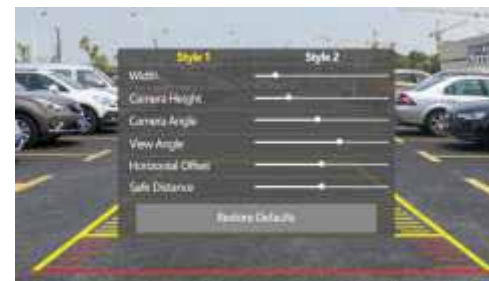 Style 1 Style 2
Width
Camera Height
Camera Angle
View Angle
Horizontal Offset
Safe Distance
Restore Defaults